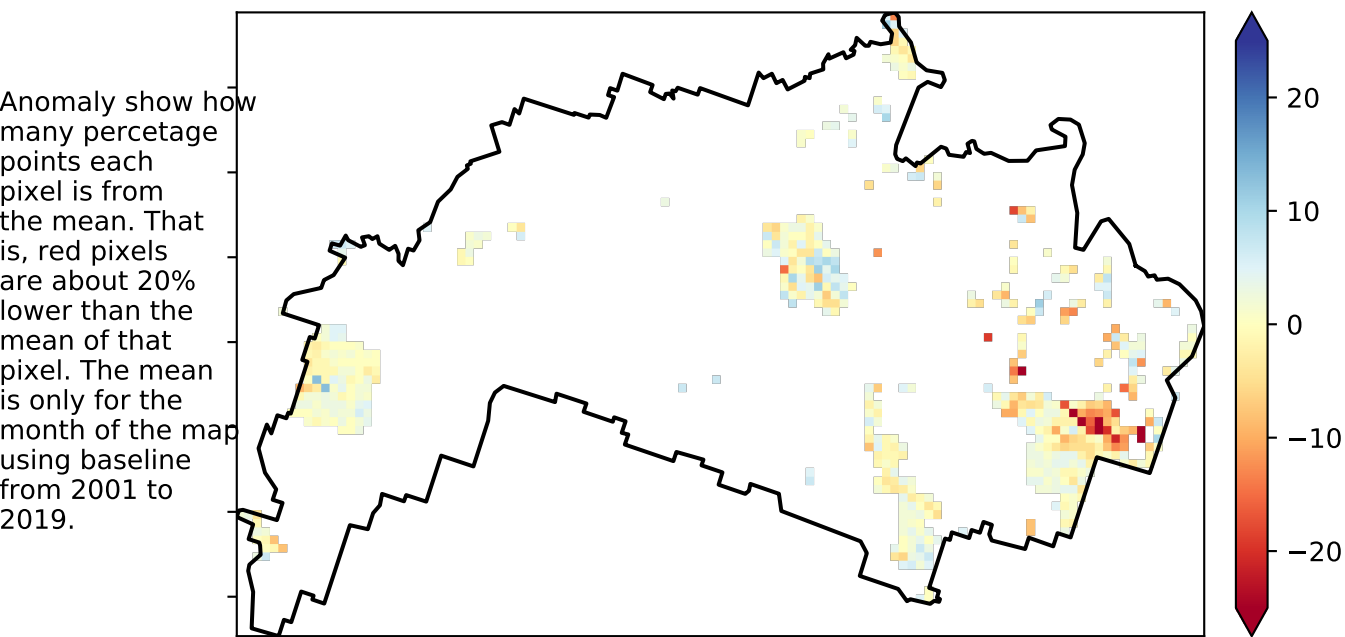 Anomaly show how
many percetage
points each
pixel is from
the mean. That
is, red pixels
are about 20%
lower than the
mean of that
pixel. The mean
is only for the
month of the map
using baseline
from 2001 to
2019.
20
10
0
−10
−20